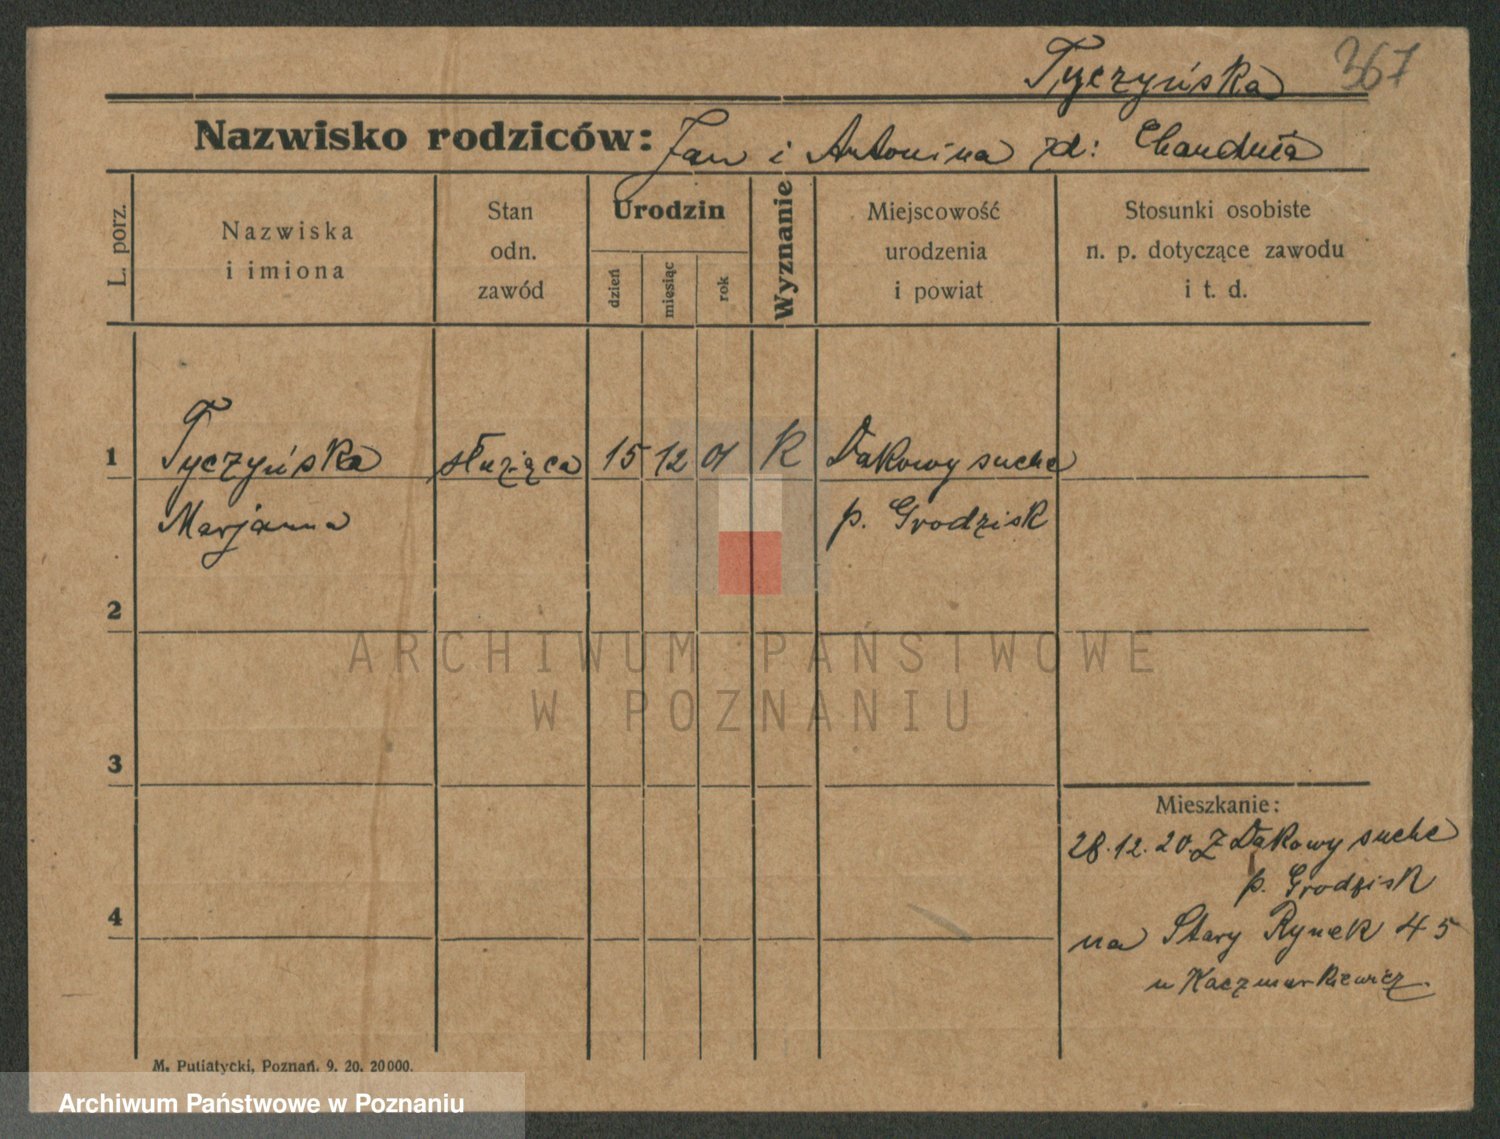 Tyczyńska 367
Nazwisko rodziców: Jan i Antonina zd:
L. porz.
Nazwiska
i imiona
Stan
odn.
zawód
Urodzin
dzień
miesiąc
rok
Wyznanie
Miejscowość
urodzenia
i powiat
Stosunki osobiste
n. p. dotyczące zawodu
i t. d.
1 Tyczyńska służąca 15 12 01 K Dakowy suche
Marjanna p. Grodzisk
2
ARCHIWUM PAŃSTWOWE
W POZNANIU
3
Mieszkanie:
28.12.20. Z Dakowy suche
p. Grodzisk
4
na Stary Rynek 45
u Kaczmarkiewicz.
M. Putiatycki, Poznań. 9. 20. 20000.
Archiwum Państwowe w Poznaniu